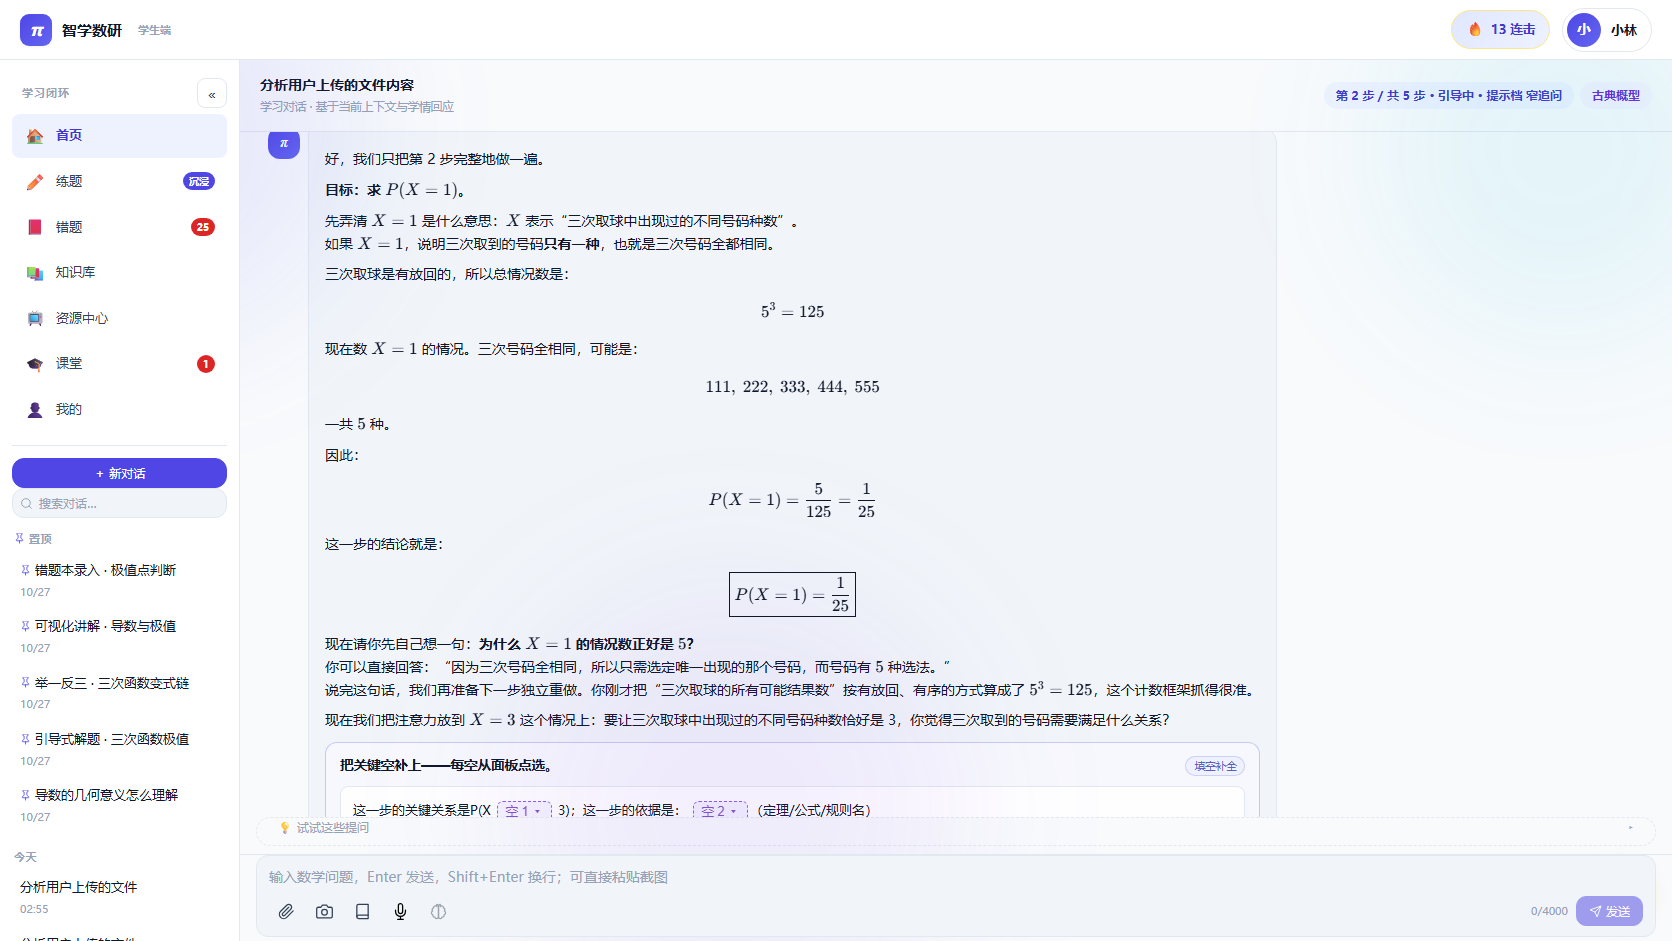 π 智学数研 学生端
13 连击
小 小林
学习闭环 «
首页
练题 沉浸
错题 25
知识库
资源中心
课堂 1
我的
+ 新对话
搜索对话...
置顶
错题本录入 · 极值点判断
10/27
可视化讲解 · 导数与极值
10/27
举一反三 · 三次函数变式链
10/27
引导式解题 · 三次函数极值
10/27
导数的几何意义怎么理解
10/27
今天
分析用户上传的文件
02:55
分析用户上传的文件内容
学习对话 · 基于当前上下文与学情回应
第 2 步 / 共 5 步 • 引导中 • 提示档 窄追问 古典概型
π
好，我们只把第 2 步完整地做一遍。
目标：求 P(X = 1)。
先弄清 X = 1 是什么意思：X 表示“三次取球中出现过的不同号码种数”。
如果 X = 1，说明三次取到的号码只有一种，也就是三次号码全都相同。
三次取球是有放回的，所以总情况数是：
5³ = 125
现在数 X = 1 的情况。三次号码全相同，可能是：
111, 222, 333, 444, 555
一共 5 种。
因此：
P(X = 1) = 5/125 = 1/25
这一步的结论就是：
P(X = 1) = 1/25
现在请你先自己想一句：为什么 X = 1 的情况数正好是 5？
你可以直接回答：“因为三次号码全相同，所以只需选定唯一出现的那个号码，而号码有 5 种选法。”
说完这句话，我们再准备下一步独立重做。你刚才把“三次取球的所有可能结果数”按有放回、有序的方式算成了 5³ = 125，这个计数框架抓得很准。
现在我们把注意力放到 X = 3 这个情况上：要让三次取球中出现过的不同号码种数恰好是 3，你觉得三次取到的号码需要满足什么关系？
把关键空补上——每空从面板点选。 填空补全
这一步的关键关系是P(X 空 1 3)；这一步的依据是： 空 2 （定理/公式/规则名）
试试这些提问
输入数学问题，Enter 发送，Shift+Enter 换行；可直接粘贴截图
0/4000 发送